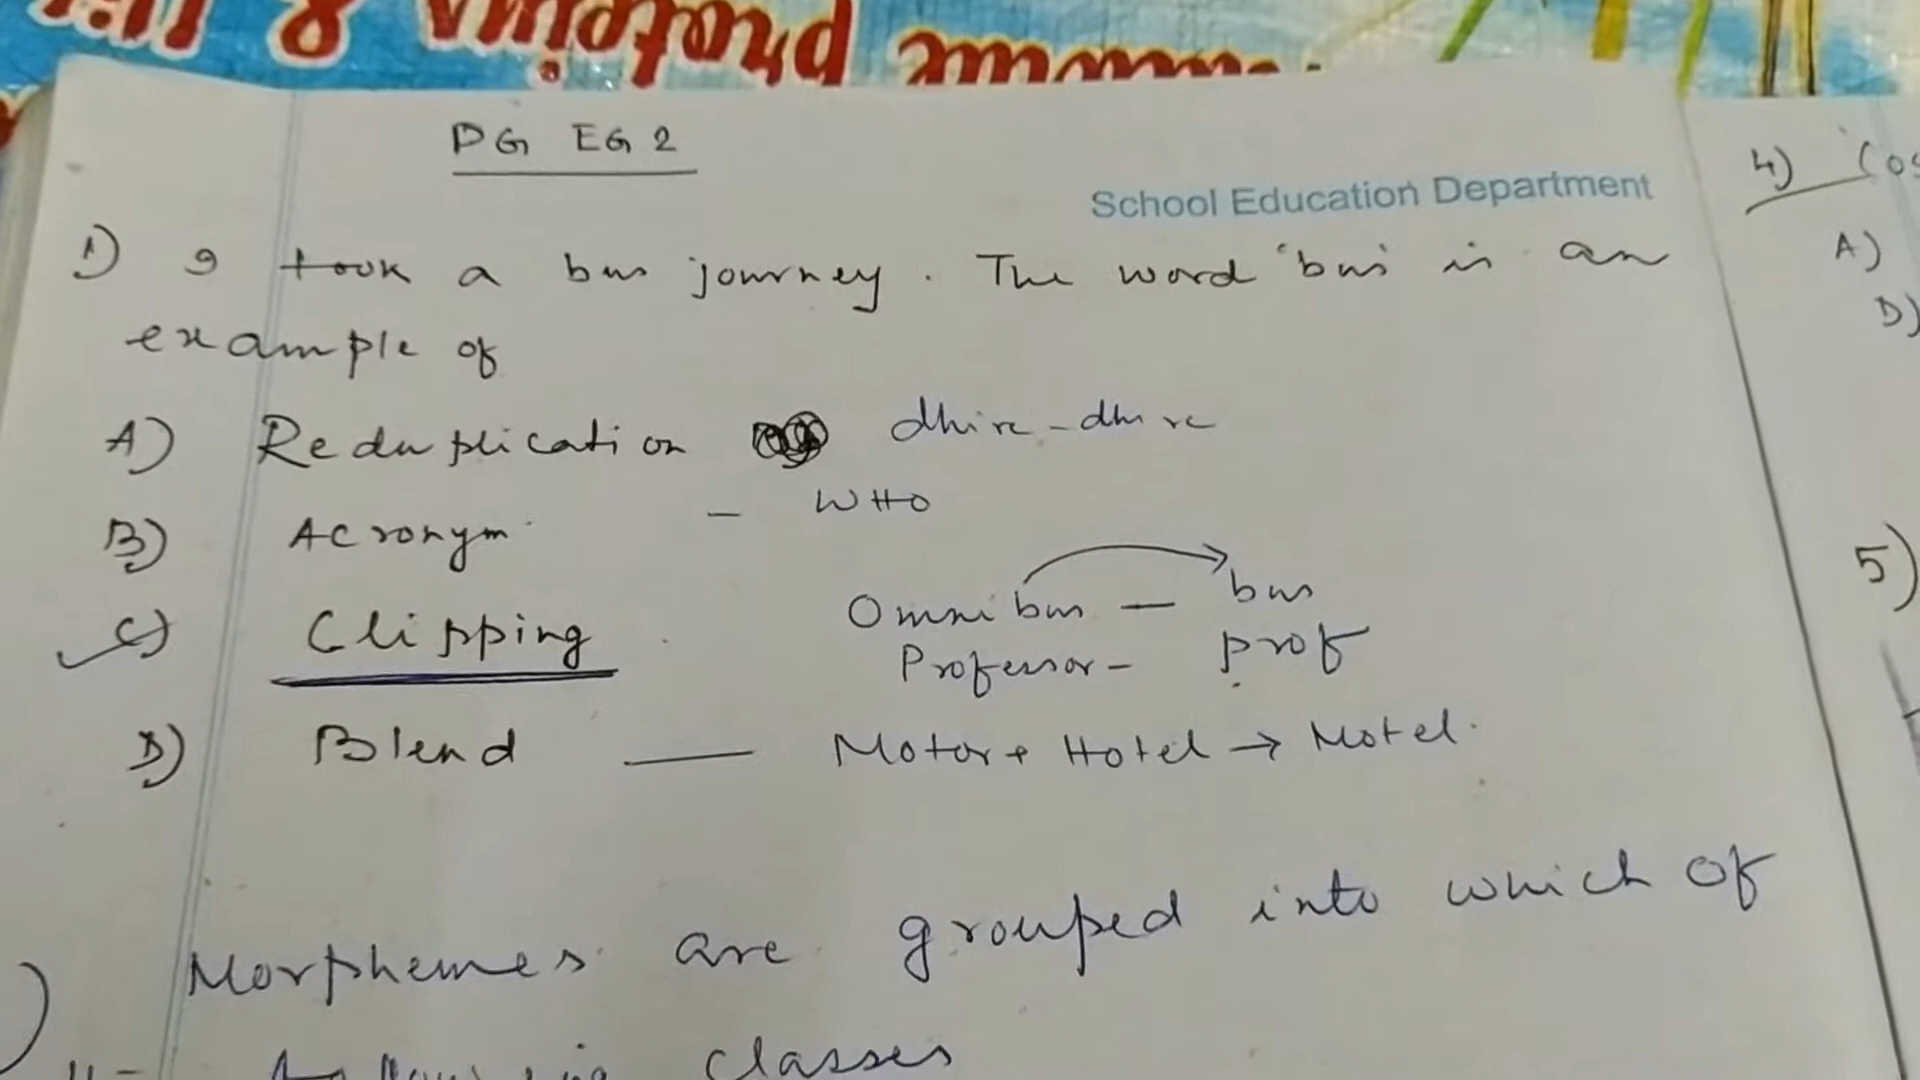 PG EG 2
School Education Department
1) I took a bus journey. The word 'bus' is an
example of
A) Reduplication dhire-dhire
B) Acronym - WHO
C) Clipping Omnibus — bus
Professor - prof
D) Blend — Motor + Hotel → Motel.
Morphemes are grouped into which of
classes
4)
A)
D)
5)